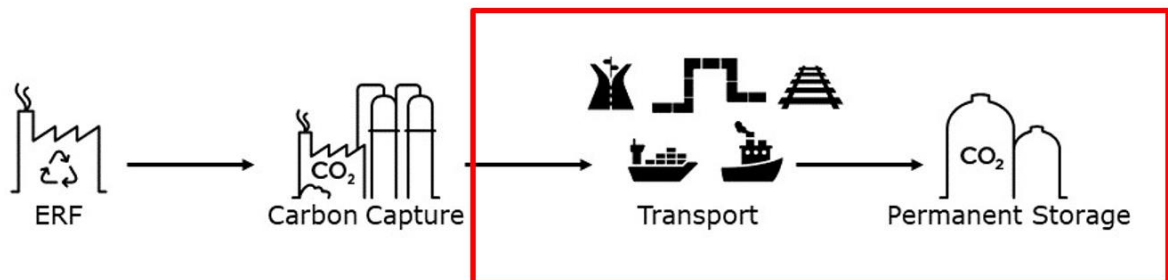 CO₂
CO₂
ERF
Carbon Capture
Transport
Permanent Storage